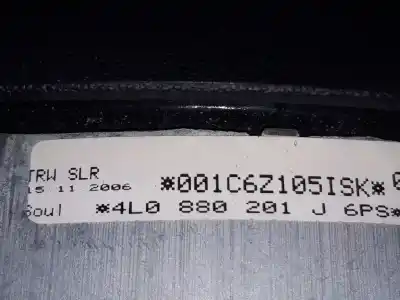 TRW SLR
15 11 2006 *001C6Z105ISK*
Soul *4L0 880 201 J 6PS*